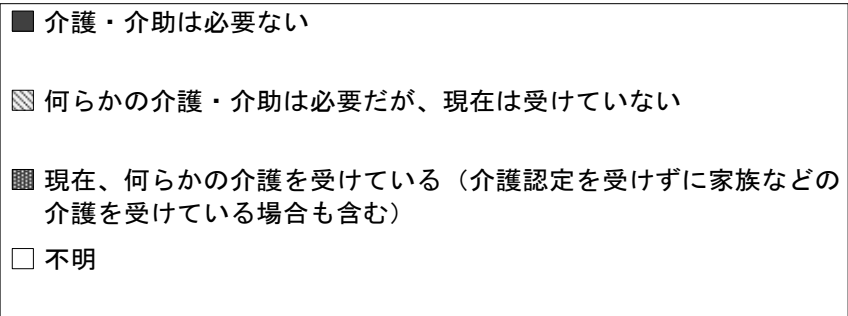 介護・介助は必要ない
何らかの介護・介助は必要だが、現在は受けていない
現在、何らかの介護を受けている（介護認定を受けずに家族などの
介護を受けている場合も含む）
不明